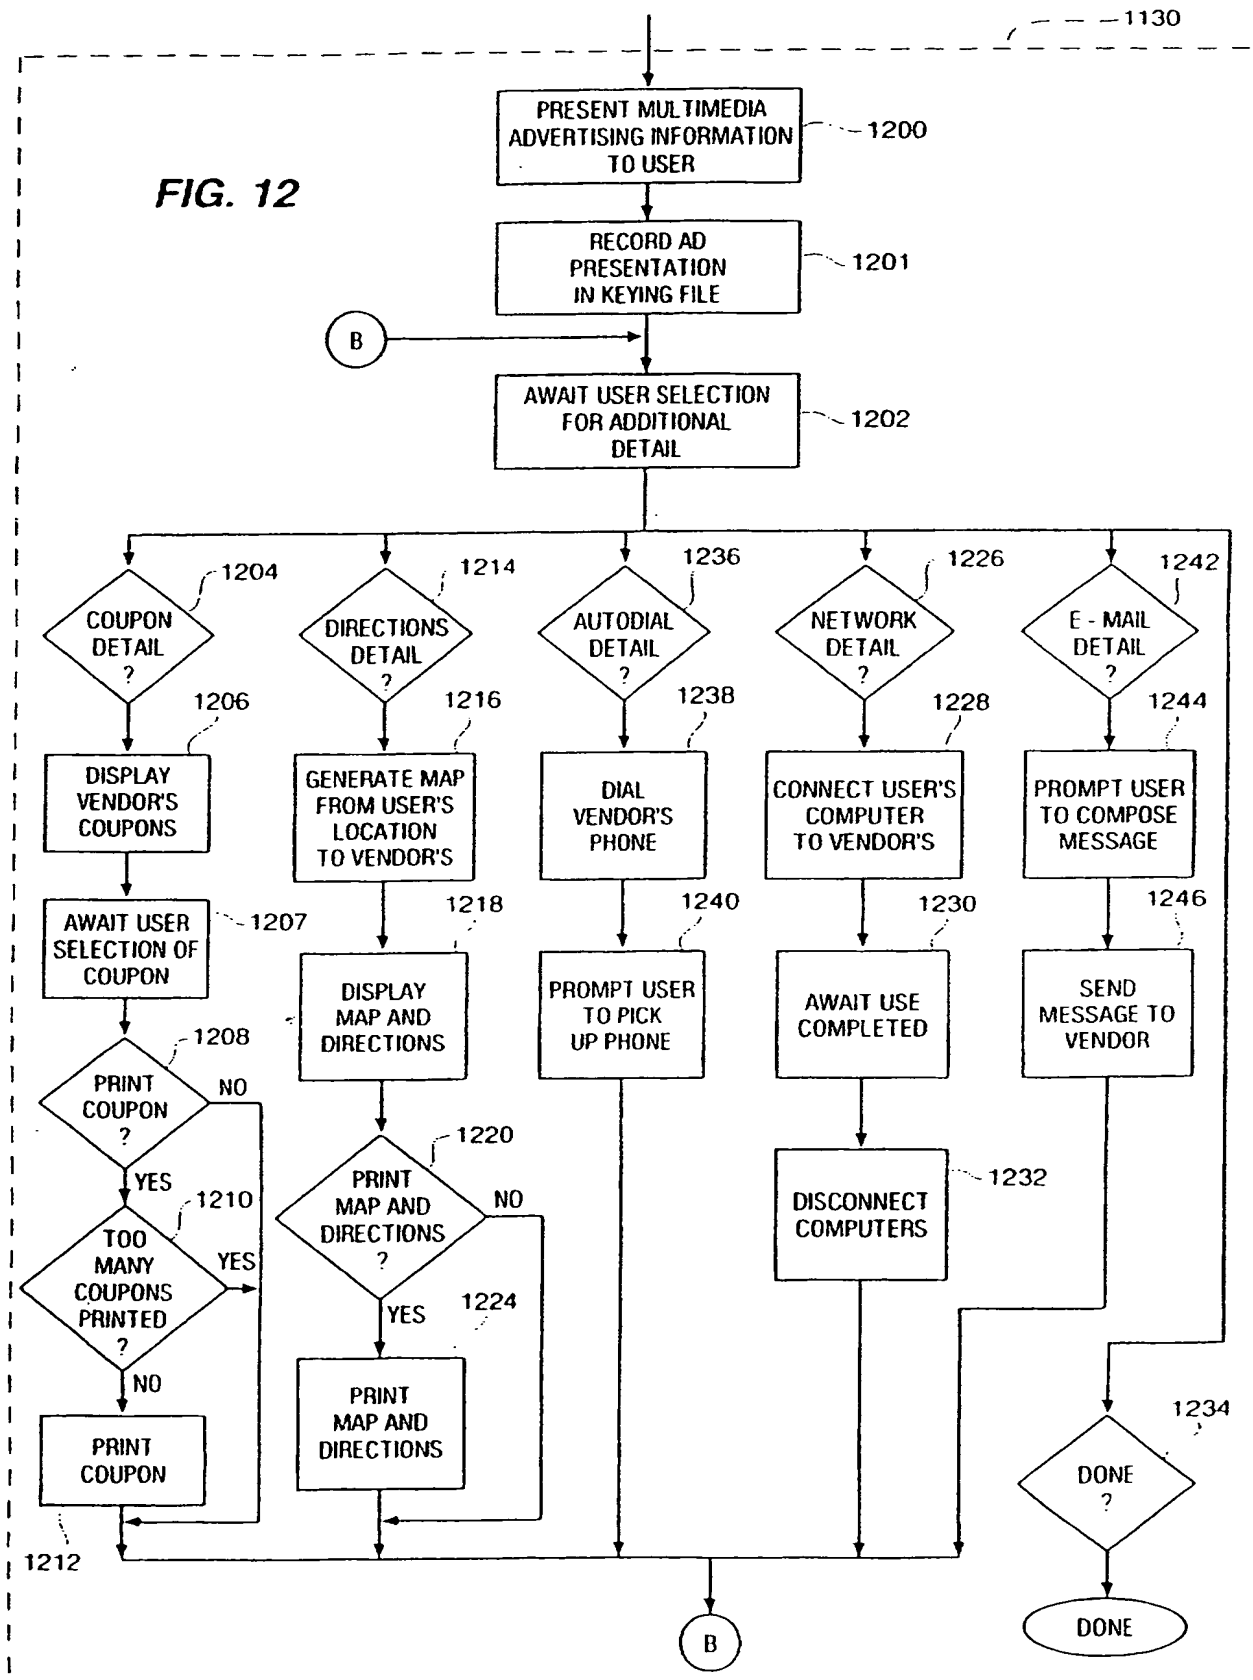 1130
PRESENT MULTIMEDIA
ADVERTISING INFORMATION
TO USER
1200
FIG. 12
RECORD AD
PRESENTATION
IN KEYING FILE
1201
B
AWAIT USER SELECTION
FOR ADDITIONAL
DETAIL
1202
1204
COUPON
DETAIL
?
1206
DISPLAY
VENDOR'S
COUPONS
1207
AWAIT USER
SELECTION OF
COUPON
1208
PRINT
COUPON
?
NO
YES
1210
TOO
MANY
COUPONS
PRINTED
?
YES
NO
PRINT
COUPON
1212
1214
DIRECTIONS
DETAIL
?
1216
GENERATE MAP
FROM USER'S
LOCATION
TO VENDOR'S
1218
DISPLAY
MAP AND
DIRECTIONS
1220
PRINT
MAP AND
DIRECTIONS
?
NO
YES
1224
PRINT
MAP AND
DIRECTIONS
1236
AUTODIAL
DETAIL
?
1238
DIAL
VENDOR'S
PHONE
1240
PROMPT USER
TO PICK
UP PHONE
1226
NETWORK
DETAIL
?
1228
CONNECT USER'S
COMPUTER
TO VENDOR'S
1230
AWAIT USE
COMPLETED
1232
DISCONNECT
COMPUTERS
1242
E - MAIL
DETAIL
?
1244
PROMPT USER
TO COMPOSE
MESSAGE
1246
SEND
MESSAGE TO
VENDOR
1234
DONE
?
DONE
B